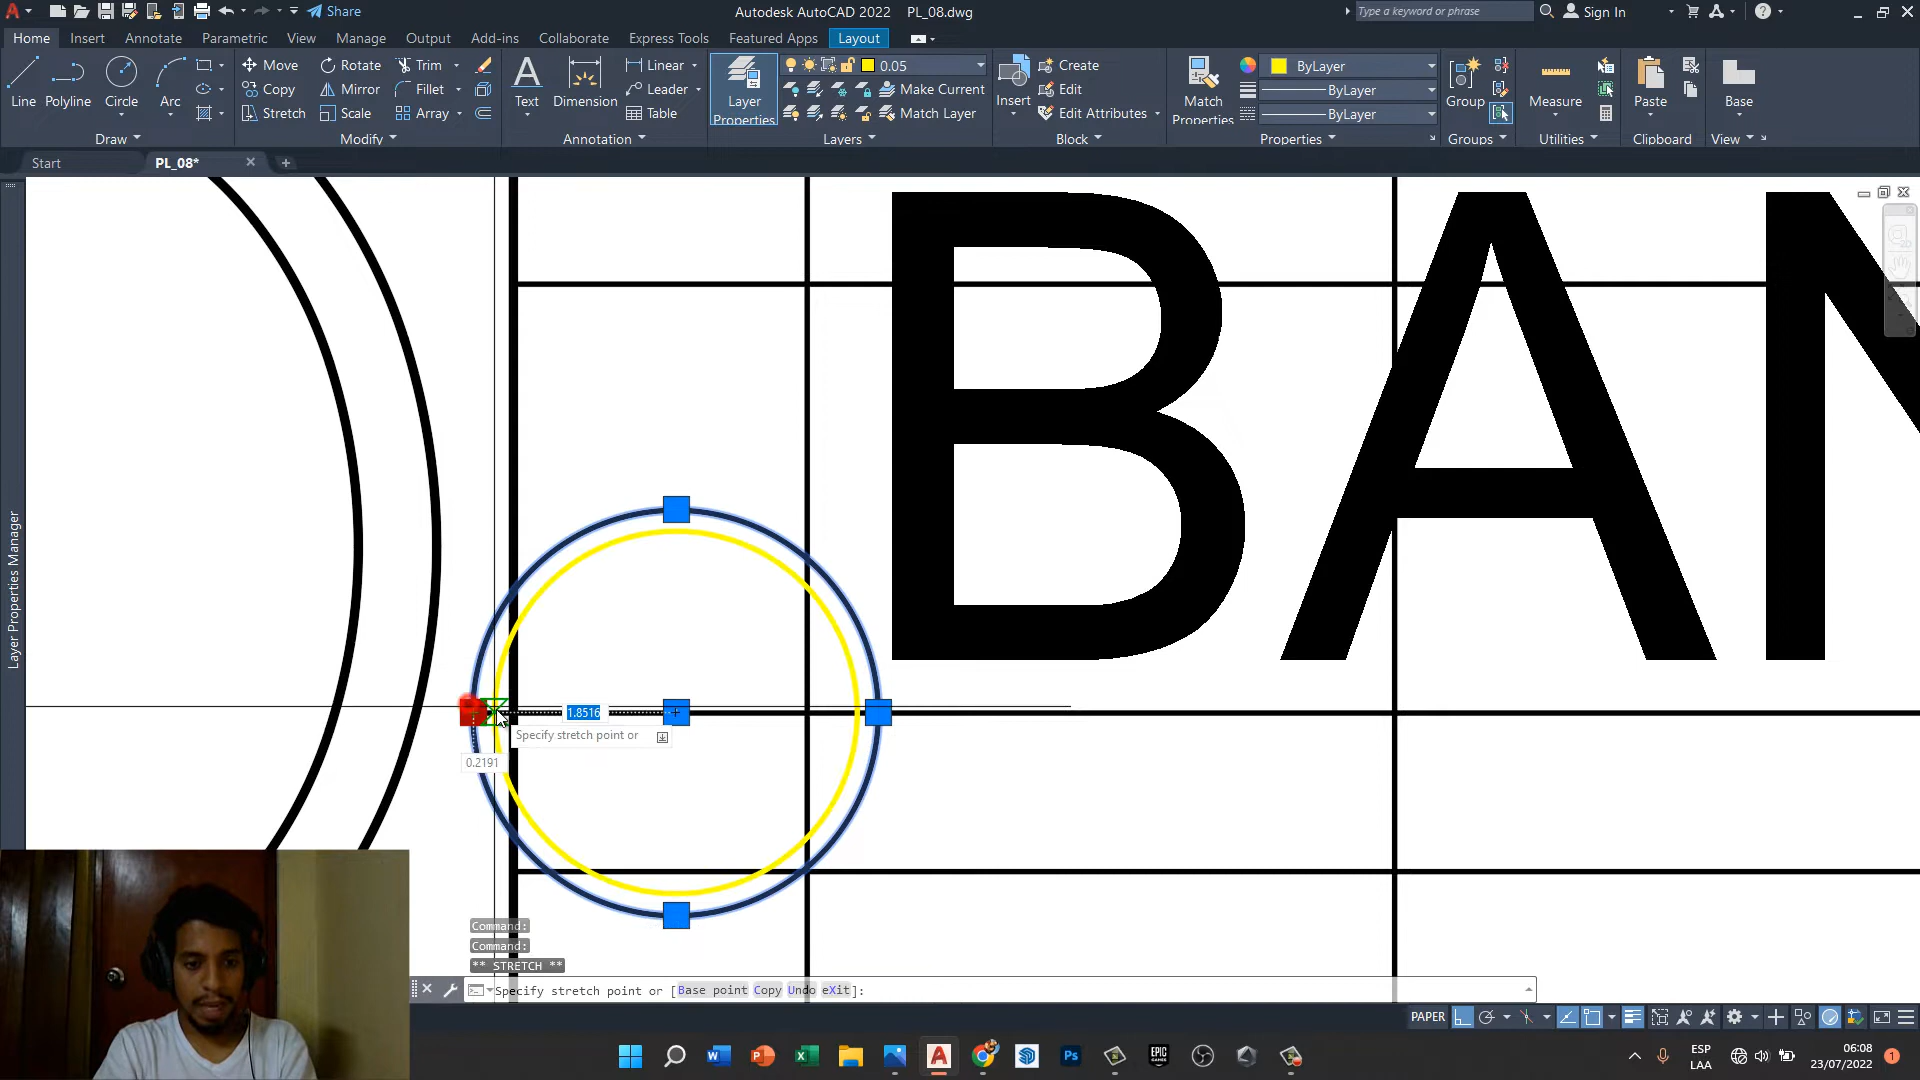 Share
Autodesk AutoCAD 2022 PL_08.dwg
Type a keyword or phrase
Sign In
Home Insert Annotate Parametric View Manage Output Add-ins Collaborate Express Tools Featured Apps Layout
Line
Polyline
Circle
Arc
Move
Rotate
Trim
Copy
Mirror
Fillet
Stretch
Scale
Array
Text
Dimension
Linear
Leader
Table
Layer Properties
0.05
Make Current
Match Layer
Insert
Create
Edit
Edit Attributes
Match Properties
ByLayer
ByLayer
ByLayer
Group
Measure
Paste
Base
Draw Modify Annotation Layers Block Properties Groups Utilities Clipboard View
Start PL_08*
Layer Properties Manager
BAN
1.8516
Specify stretch point or
0.2191
Command:
Command:
** STRETCH **
Specify stretch point or [Base point Copy Undo eXit]:
PAPER
ESP
LAA
06:08
23/07/2022
1